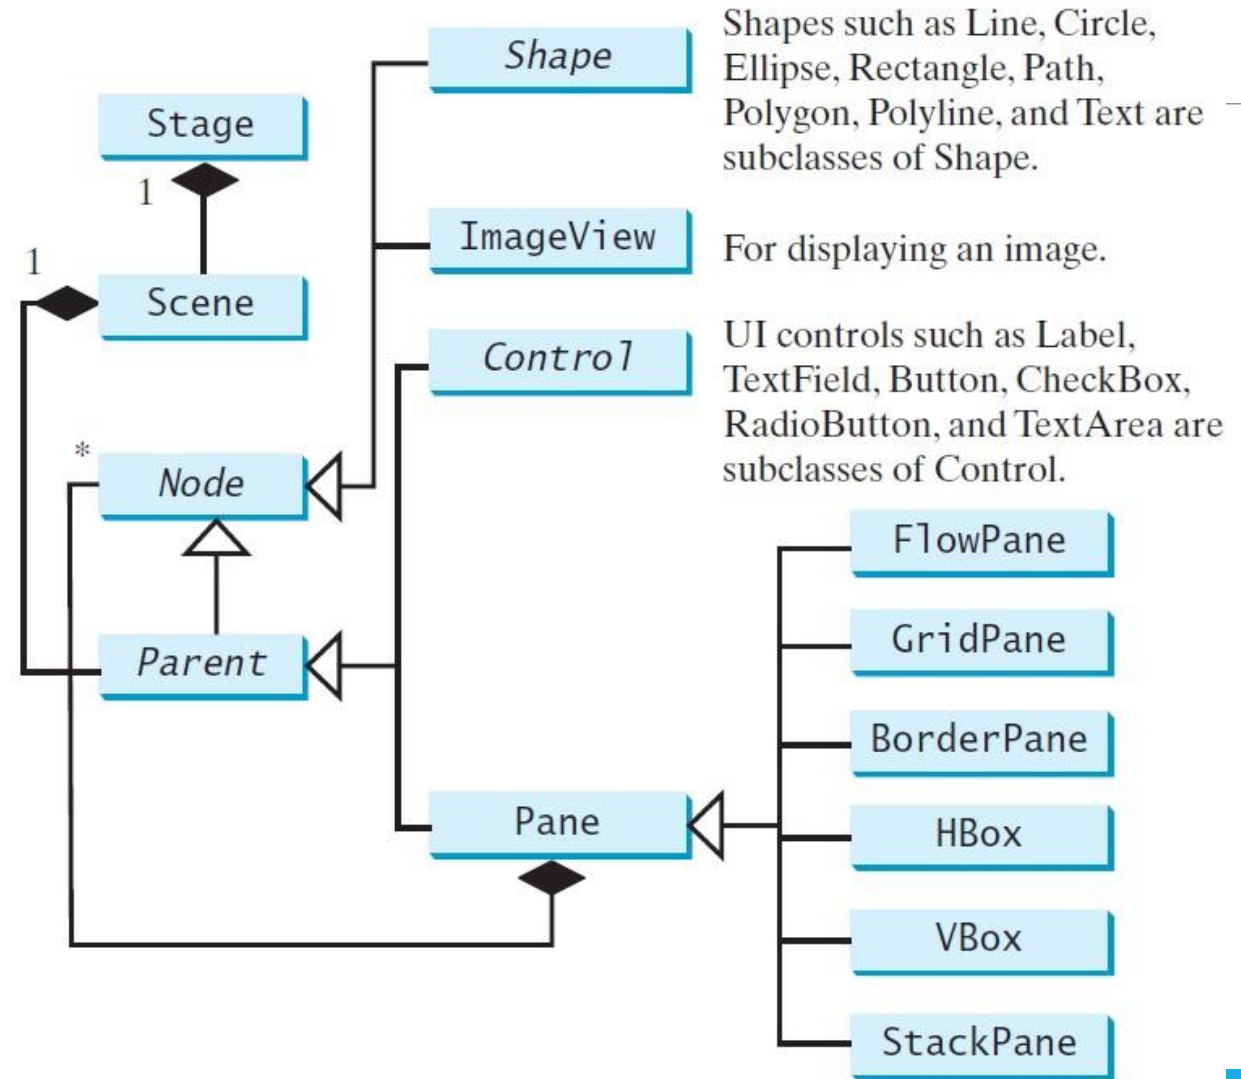 Shape
Shapes such as Line, Circle,
Ellipse, Rectangle, Path,
Polygon, Polyline, and Text are
subclasses of Shape.
Stage
1
ImageView
For displaying an image.
1
Scene
Control
UI controls such as Label,
TextField, Button, CheckBox,
RadioButton, and TextArea are
subclasses of Control.
*
Node
FlowPane
GridPane
Parent
BorderPane
Pane
HBox
VBox
StackPane